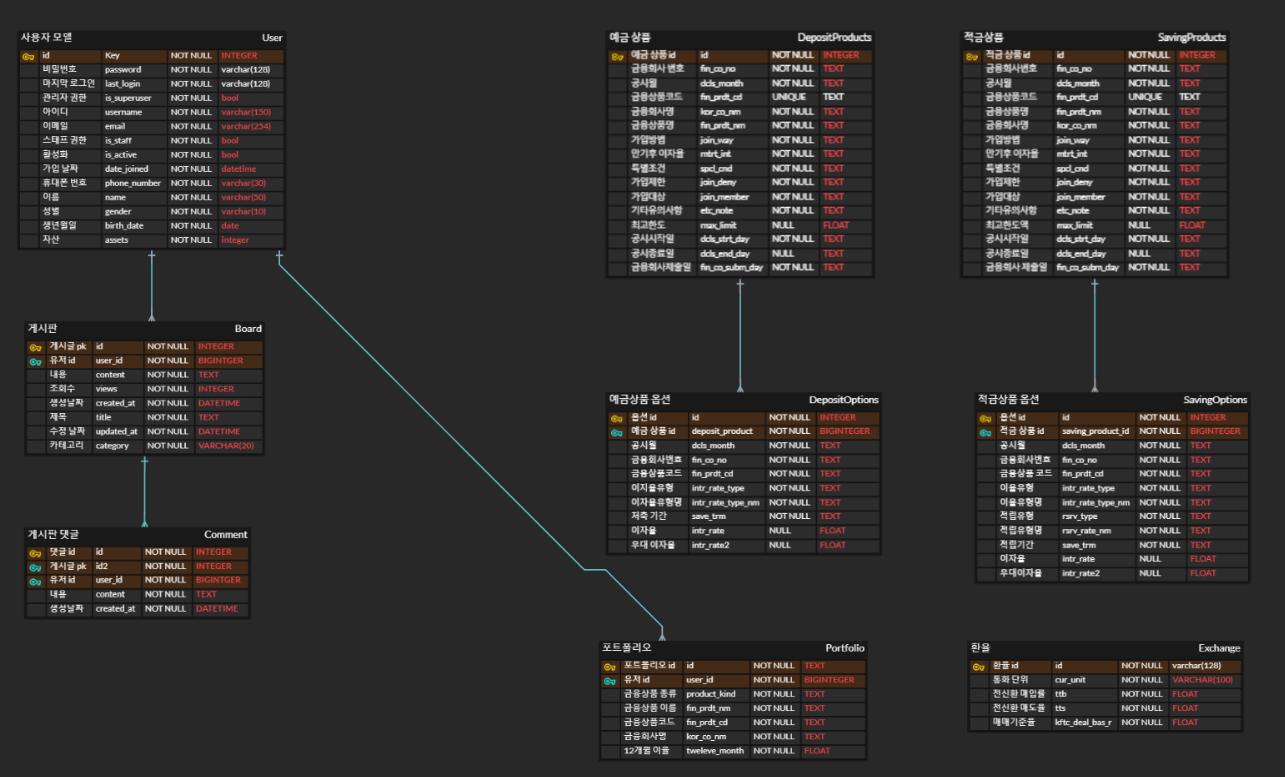 사용자 모델 User
id Key NOT NULL INTEGER
비밀번호 password NOT NULL varchar(128)
마지막 로그인 last_login NOT NULL varchar(128)
관리자 권한 is_superuser NOT NULL bool
아이디 username NOT NULL varchar(150)
이메일 email NOT NULL varchar(254)
스태프 권한 is_staff NOT NULL bool
활성화 is_active NOT NULL bool
가입 날짜 date_joined NOT NULL datetime
휴대폰 번호 phone_number NOT NULL varchar(30)
이름 name NOT NULL varchar(50)
성별 gender NOT NULL varchar(10)
생년월일 birth_date NOT NULL date
자산 assets NOT NULL integer
게시판 Board
게시글 pk id NOT NULL INTEGER
유저 id user_id NOT NULL BIGINTGER
내용 content NOT NULL TEXT
조회수 views NOT NULL INTEGER
생성날짜 created_at NOT NULL DATETIME
제목 title NOT NULL TEXT
수정 날짜 updated_at NOT NULL DATETIME
카테고리 category NOT NULL VARCHAR(20)
게시판 댓글 Comment
댓글 id id NOT NULL INTEGER
게시글 pk id2 NOT NULL INTEGER
유저 id user_id NOT NULL BIGINTGER
내용 content NOT NULL TEXT
생성날짜 created_at NOT NULL DATETIME
예금 상품 DepositProducts
예금 상품 id id NOT NULL INTEGER
금융회사 번호 fin_co_no NOT NULL TEXT
공시월 dcls_month NOT NULL TEXT
금융상품코드 fin_prdt_cd UNIQUE TEXT
금융회사명 kor_co_nm NOT NULL TEXT
금융상품명 fin_prdt_nm NOT NULL TEXT
가입방법 join_way NOT NULL TEXT
만기후 이자율 mtrt_int NOT NULL TEXT
특별조건 spcl_cnd NOT NULL TEXT
가입제한 join_deny NOT NULL TEXT
가입대상 join_member NOT NULL TEXT
기타유의사항 etc_note NOT NULL TEXT
최고한도 max_limit NULL FLOAT
공시시작일 dcls_strt_day NOT NULL TEXT
공시종료일 dcls_end_day NULL TEXT
금융회사제출일 fin_co_subm_day NOT NULL TEXT
적금상품 SavingProducts
적금 상품 id id NOT NULL INTEGER
금융회사번호 fin_co_no NOT NULL TEXT
공시월 dcls_month NOT NULL TEXT
금융상품코드 fin_prdt_cd UNIQUE TEXT
금융상품명 fin_prdt_nm NOT NULL TEXT
금융회사명 kor_co_nm NOT NULL TEXT
가입방법 join_way NOT NULL TEXT
만기후 이자율 mtrt_int NOT NULL TEXT
특별조건 spcl_cnd NOT NULL TEXT
가입제한 join_deny NOT NULL TEXT
가입대상 join_member NOT NULL TEXT
기타유의사항 etc_note NOT NULL TEXT
최고한도액 max_limit NULL FLOAT
공시시작일 dcls_strt_day NOT NULL TEXT
공시종료일 dcls_end_day NULL TEXT
금융회사 제출일 fin_co_subm_day NOT NULL TEXT
예금상품 옵션 DepositOptions
옵션 id id NOT NULL INTEGER
예금 상품 id deposit_product NOT NULL BIGINTEGER
공시월 dcls_month NOT NULL TEXT
금융회사번호 fin_co_no NOT NULL TEXT
금융상품코드 fin_prdt_cd NOT NULL TEXT
이지율유형 intr_rate_type NOT NULL TEXT
이자율유형명 intr_rate_type_nm NOT NULL TEXT
저축 기간 save_trm NOT NULL TEXT
이자율 intr_rate NULL FLOAT
우대 이자율 intr_rate2 NULL FLOAT
적금상품 옵션 SavingOptions
옵션 id id NOT NULL INTEGER
적금 상품 id saving_product_id NOT NULL BIGINTEGER
공시월 dcls_month NOT NULL TEXT
금융회사번호 fin_co_no NOT NULL TEXT
금융상품 코드 fin_prdt_cd NOT NULL TEXT
이율유형 intr_rate_type NOT NULL TEXT
이율유형명 intr_rate_type_nm NOT NULL TEXT
적립유형 rsrv_type NOT NULL TEXT
적립유형명 rsrv_rate_nm NOT NULL TEXT
적립기간 save_trm NOT NULL TEXT
이자율 intr_rate NULL FLOAT
우대이자율 intr_rate2 NULL FLOAT
포트폴리오 Portfolio
포트폴리오 id id NOT NULL TEXT
유저 id user_id NOT NULL BIGINTEGER
금융상품 종류 product_kind NOT NULL TEXT
금융상품 이름 fin_prdt_nm NOT NULL TEXT
금융상품코드 fin_prdt_cd NOT NULL TEXT
금융회사명 kor_co_nm NOT NULL TEXT
12개월 이율 tweleve_month NOT NULL FLOAT
환율 Exchange
환율 id id NOT NULL varchar(128)
통화 단위 cur_unit NOT NULL VARCHAR(100)
전신환 매입률 ttb NOT NULL FLOAT
전신환 매도율 tts NOT NULL FLOAT
매매기준율 kftc_deal_bas_r NOT NULL FLOAT